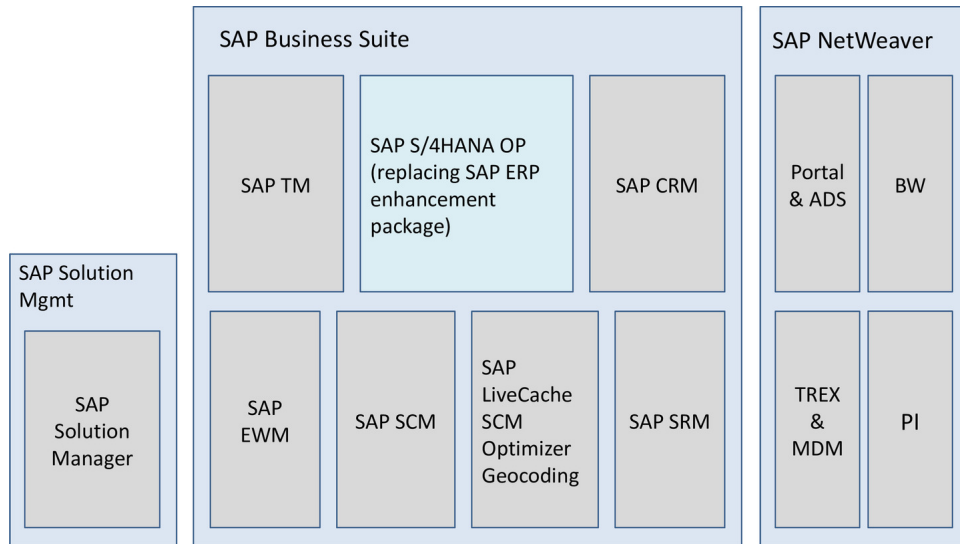 SAP Business Suite
SAP TM
SAP S/4HANA OP
(replacing SAP ERP
enhancement
package)
SAP CRM
SAP EWM
SAP SCM
SAP
LiveCache
SCM
Optimizer
Geocoding
SAP SRM
SAP NetWeaver
Portal
& ADS
BW
TREX
&
MDM
PI
SAP Solution
Mgmt
SAP
Solution
Manager